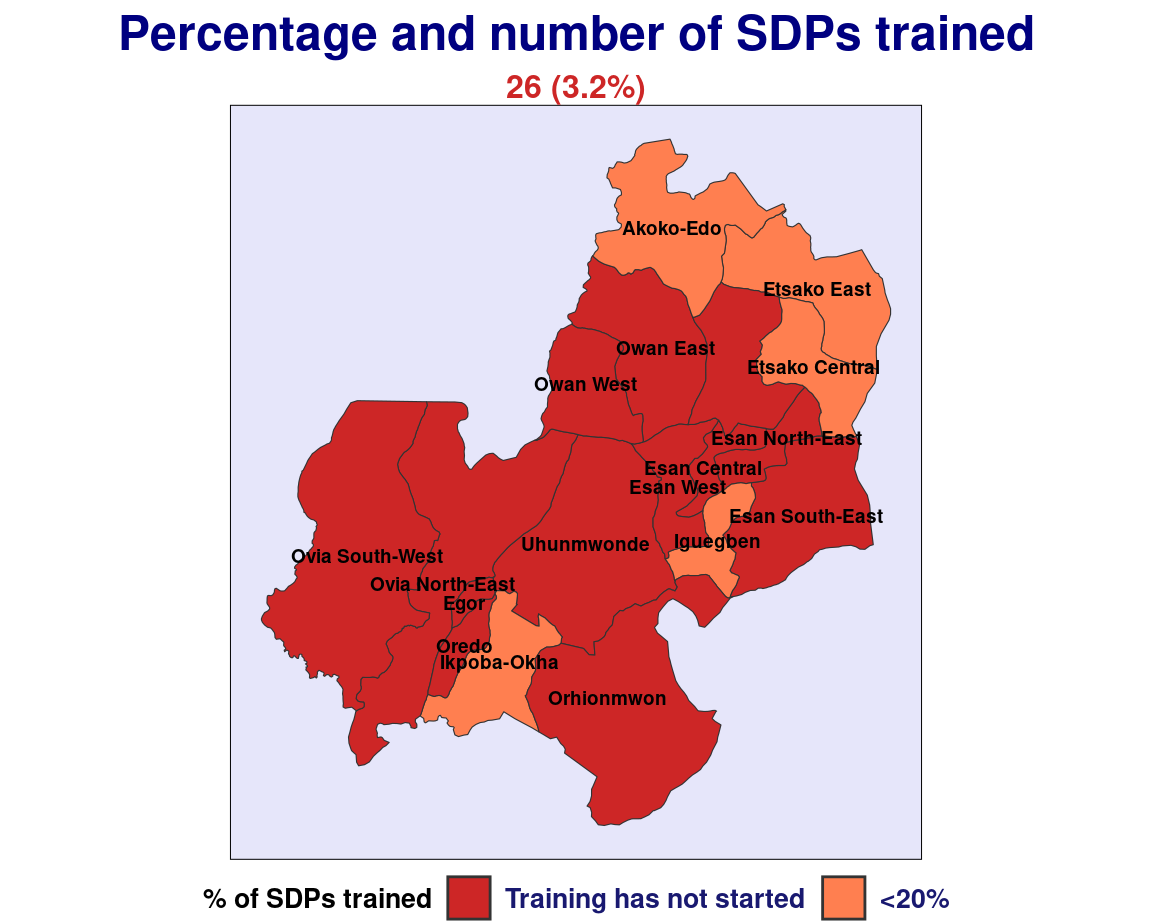 Percentage and number of SDPs trained
26 (3.2%)
Akoko-Edo
Etsako East
Owan East
Etsako Central
Owan West
Esan North-East
Esan Central
Esan West
Esan South-East
Iguegben
Uhunmwonde
Ovia South-West
Ovia North-East
Egor
Oredo
Ikpoba-Okha
Orhionmwon
% of SDPs trained Training has not started <20%